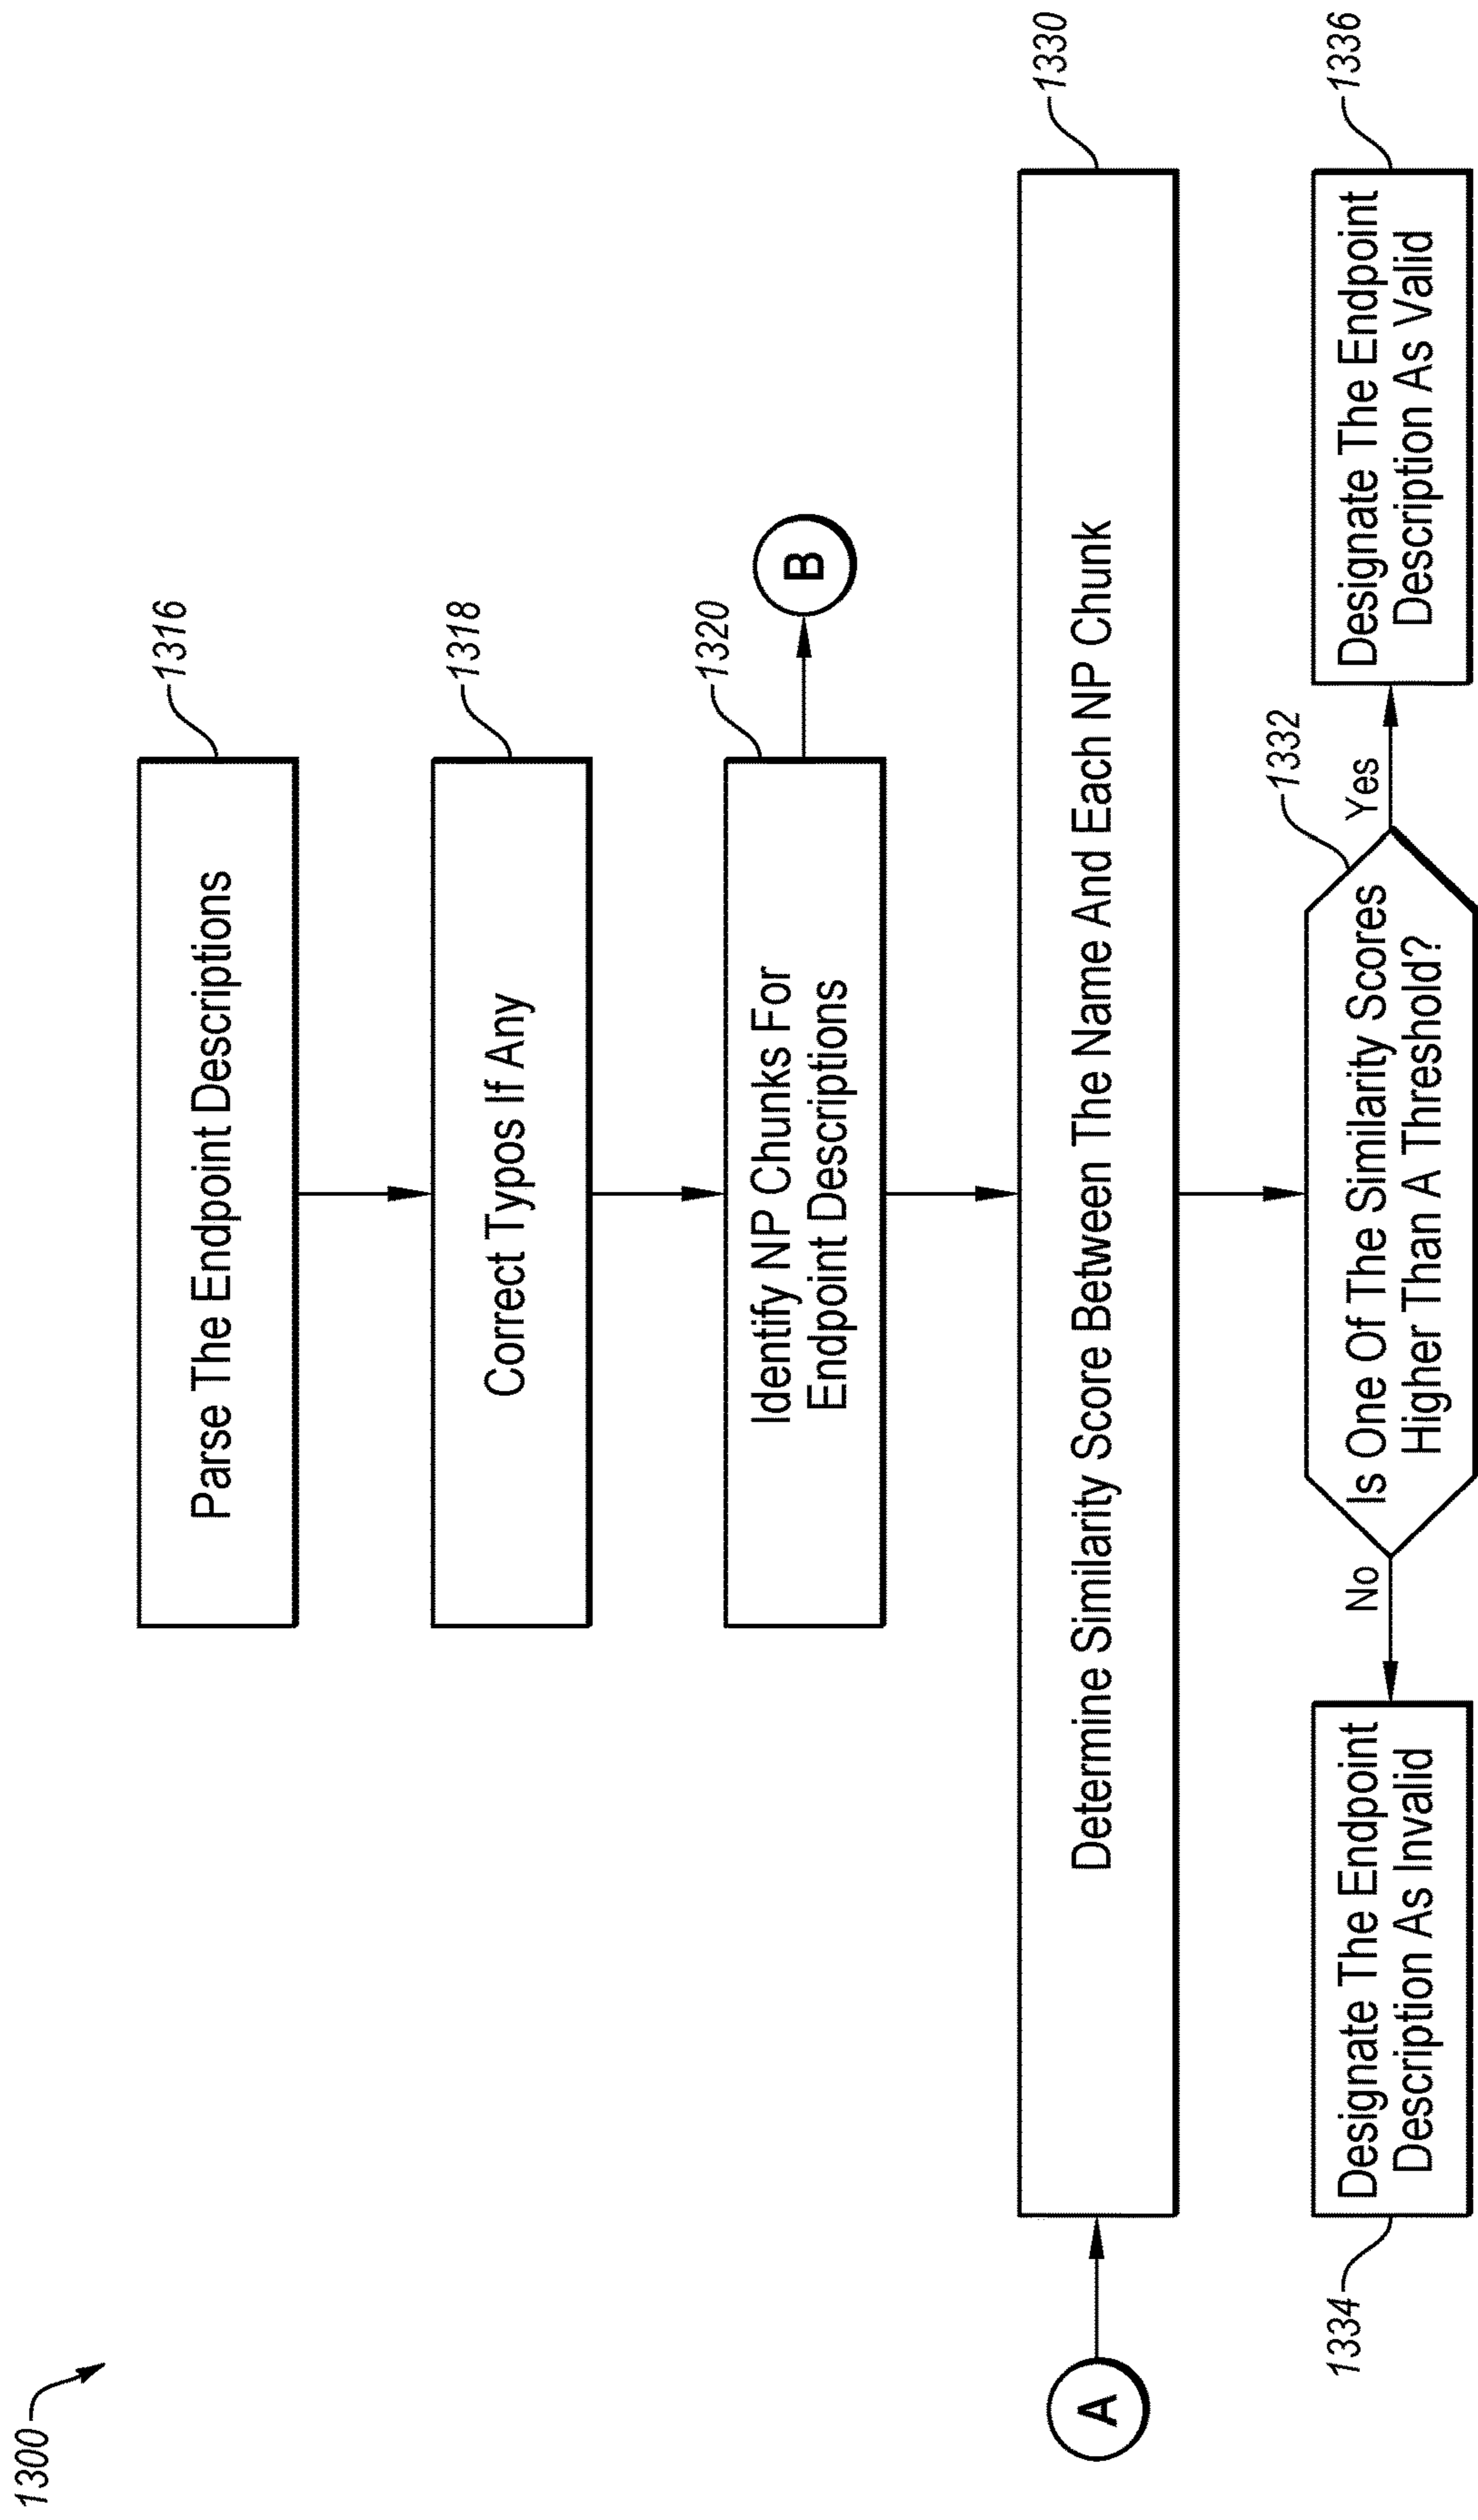 1300
1316
Parse The Endpoint Descriptions
1318
Correct Typos If Any
1320
Identify NP Chunks For
Endpoint Descriptions
B
A
1330
Determine Similarity Score Between The Name And Each NP Chunk
1332
Is One Of The Similarity Scores
Higher Than A Threshold?
No
Yes
1334
Designate The Endpoint
Description As Invalid
1336
Designate The Endpoint
Description As Valid